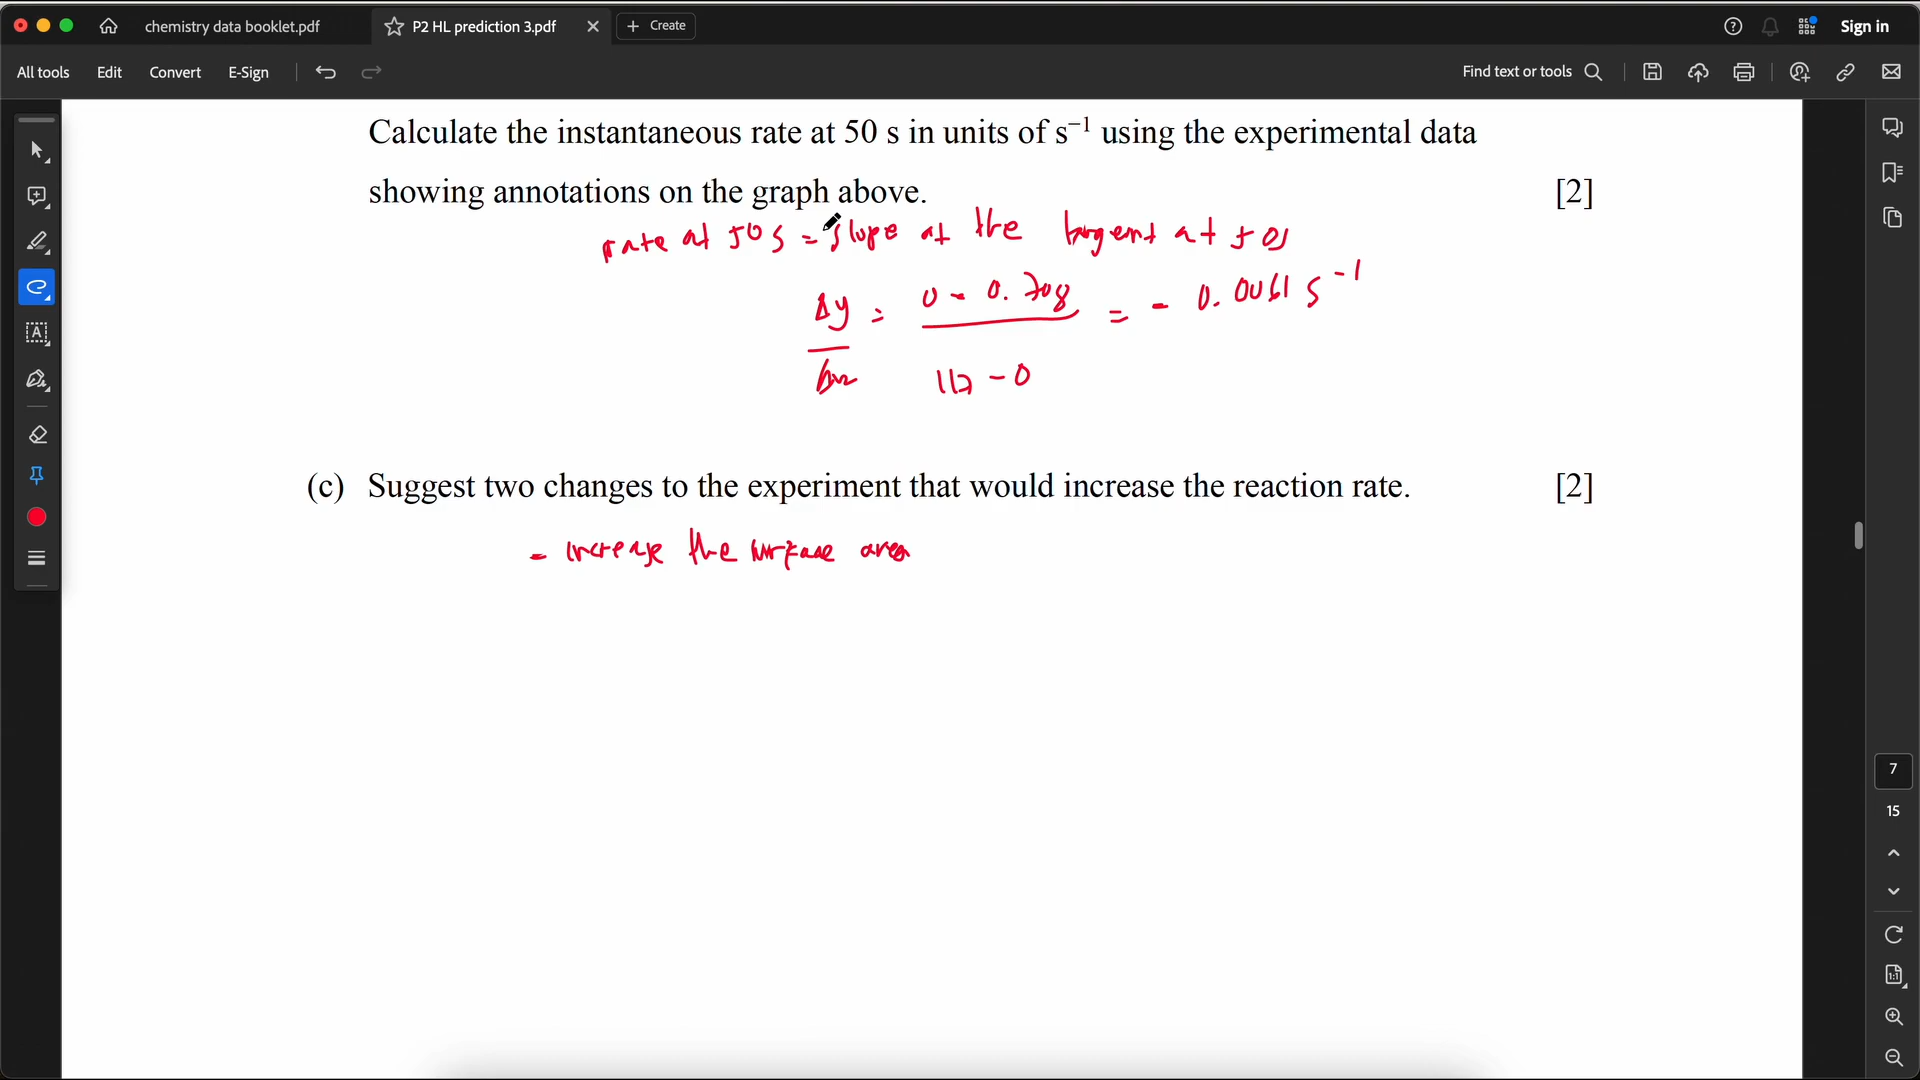 chemistry data booklet.pdf
P2 HL prediction 3.pdf
Create
Sign in
All tools
Edit
Convert
E-Sign
Find text or tools
Calculate the instantaneous rate at 50 s in units of s⁻¹ using the experimental data
showing annotations on the graph above. [2]
rate at 50 s = slope at the tangent at 50s
Δy = 0 - 0.708 = - 0.0061 s⁻¹
- 0
(c) Suggest two changes to the experiment that would increase the reaction rate. [2]
- increase the surface area
7
15